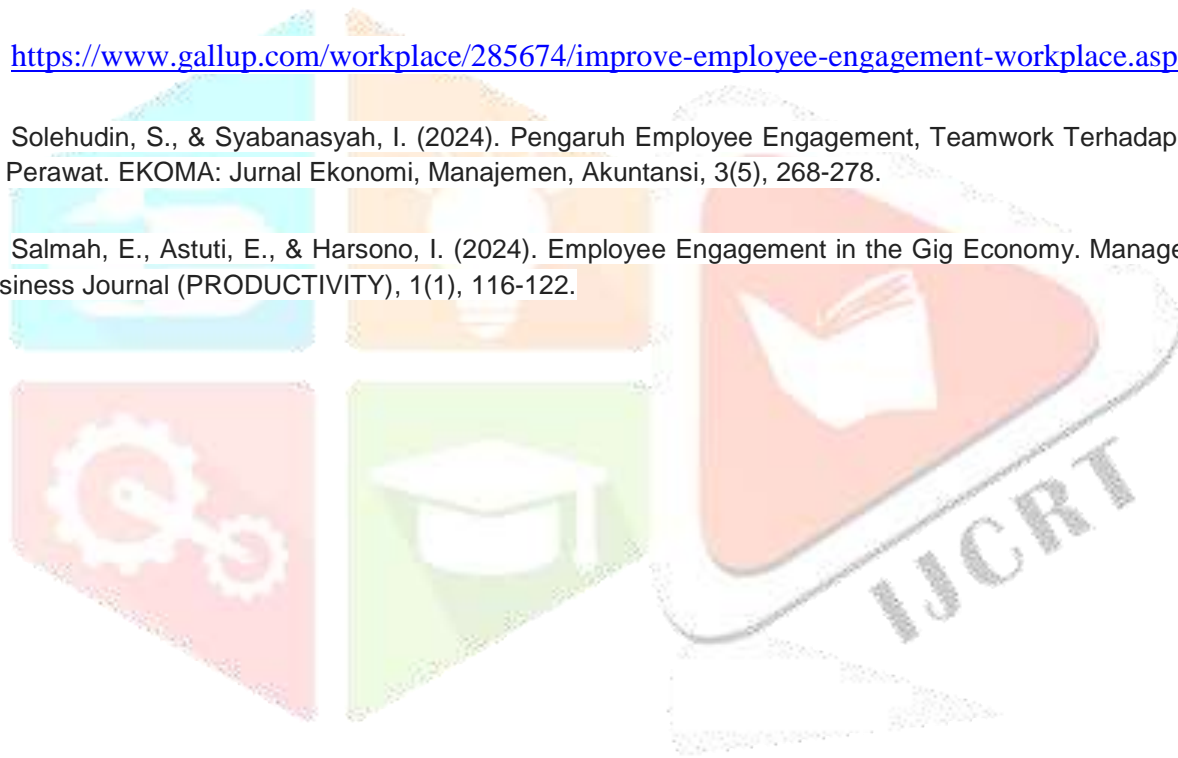 https://www.gallup.com/workplace/285674/improve-employee-engagement-workplace.asp
Solehudin, S., & Syabanasyah, I. (2024). Pengaruh Employee Engagement, Teamwork Terhadap
Perawat. EKOMA: Jurnal Ekonomi, Manajemen, Akuntansi, 3(5), 268-278.
Salmah, E., Astuti, E., & Harsono, I. (2024). Employee Engagement in the Gig Economy. Manage
siness Journal (PRODUCTIVITY), 1(1), 116-122.
IJCRT